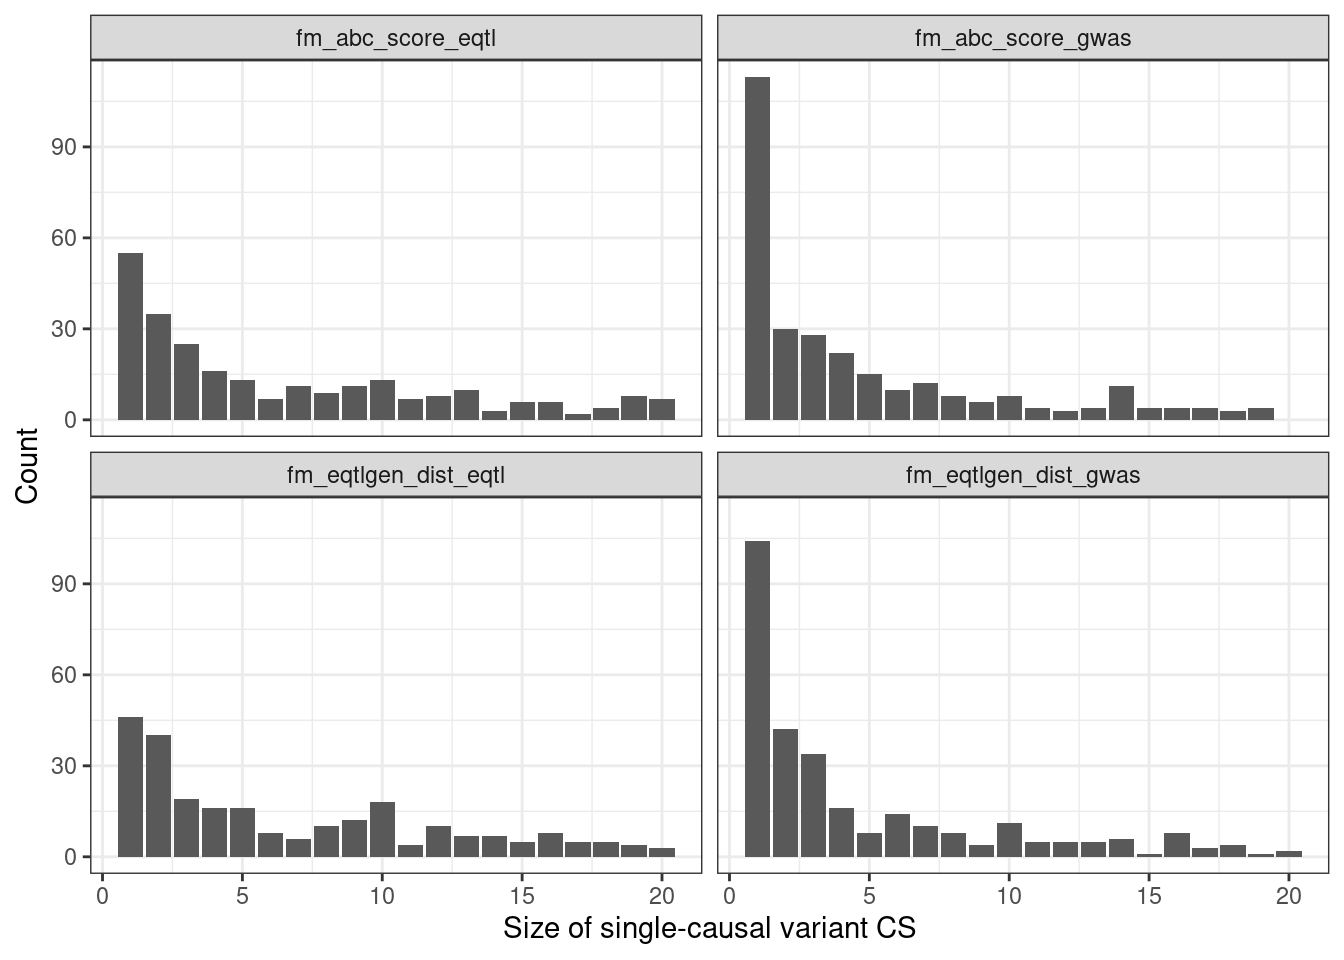 fm_abc_score_eqtl fm_abc_score_gwas
90
60
30
0
Count
fm_eqtlgen_dist_eqtl fm_eqtlgen_dist_gwas
90
60
30
0
0 5 10 15 20 0 5 10 15 20
Size of single-causal variant CS